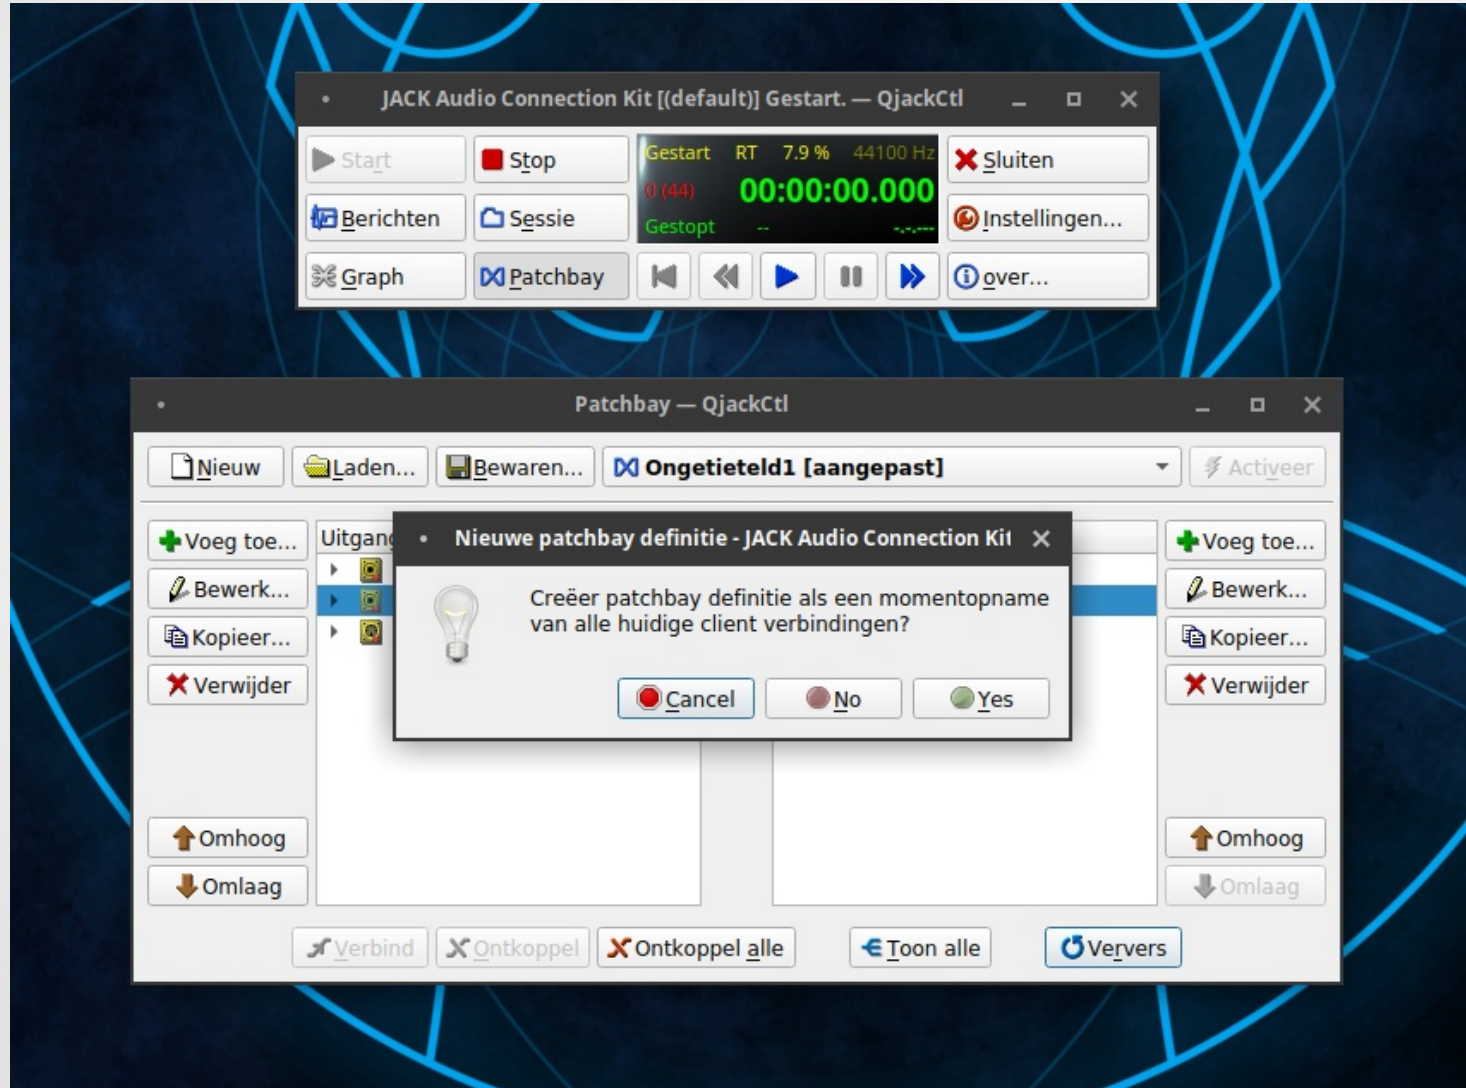 JACK Audio Connection Kit [(default)] Gestart. — QjackCtl
Start
Stop
Gestart RT 7.9 % 44100 Hz
Sluiten
0 (44) 00:00:00.000
Berichten
Sessie
Instellingen...
Gestopt -- -.-.---
Graph
Patchbay
over...
Patchbay — QjackCtl
Nieuw
Laden...
Bewaren...
Ongetieteld1 [aangepast]
Activeer
Voeg toe...
Bewerk...
Kopieer...
Verwijder
Omhoog
Omlaag
Nieuwe patchbay definitie - JACK Audio Connection
Creëer patchbay definitie als een momentopname
van alle huidige client verbindingen?
Cancel
No
Yes
Voeg toe...
Bewerk...
Kopieer...
Verwijder
Omhoog
Omlaag
Verbind
Ontkoppel
Ontkoppel alle
Toon alle
Ververs